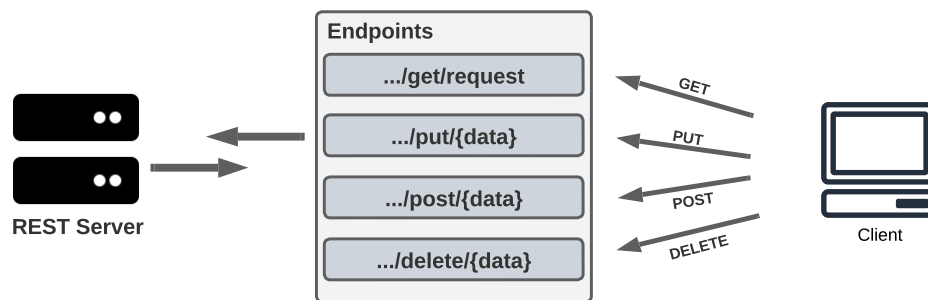 Endpoints
.../get/request
.../put/{data}
.../post/{data}
.../delete/{data}
GET
PUT
POST
DELETE
REST Server
Client